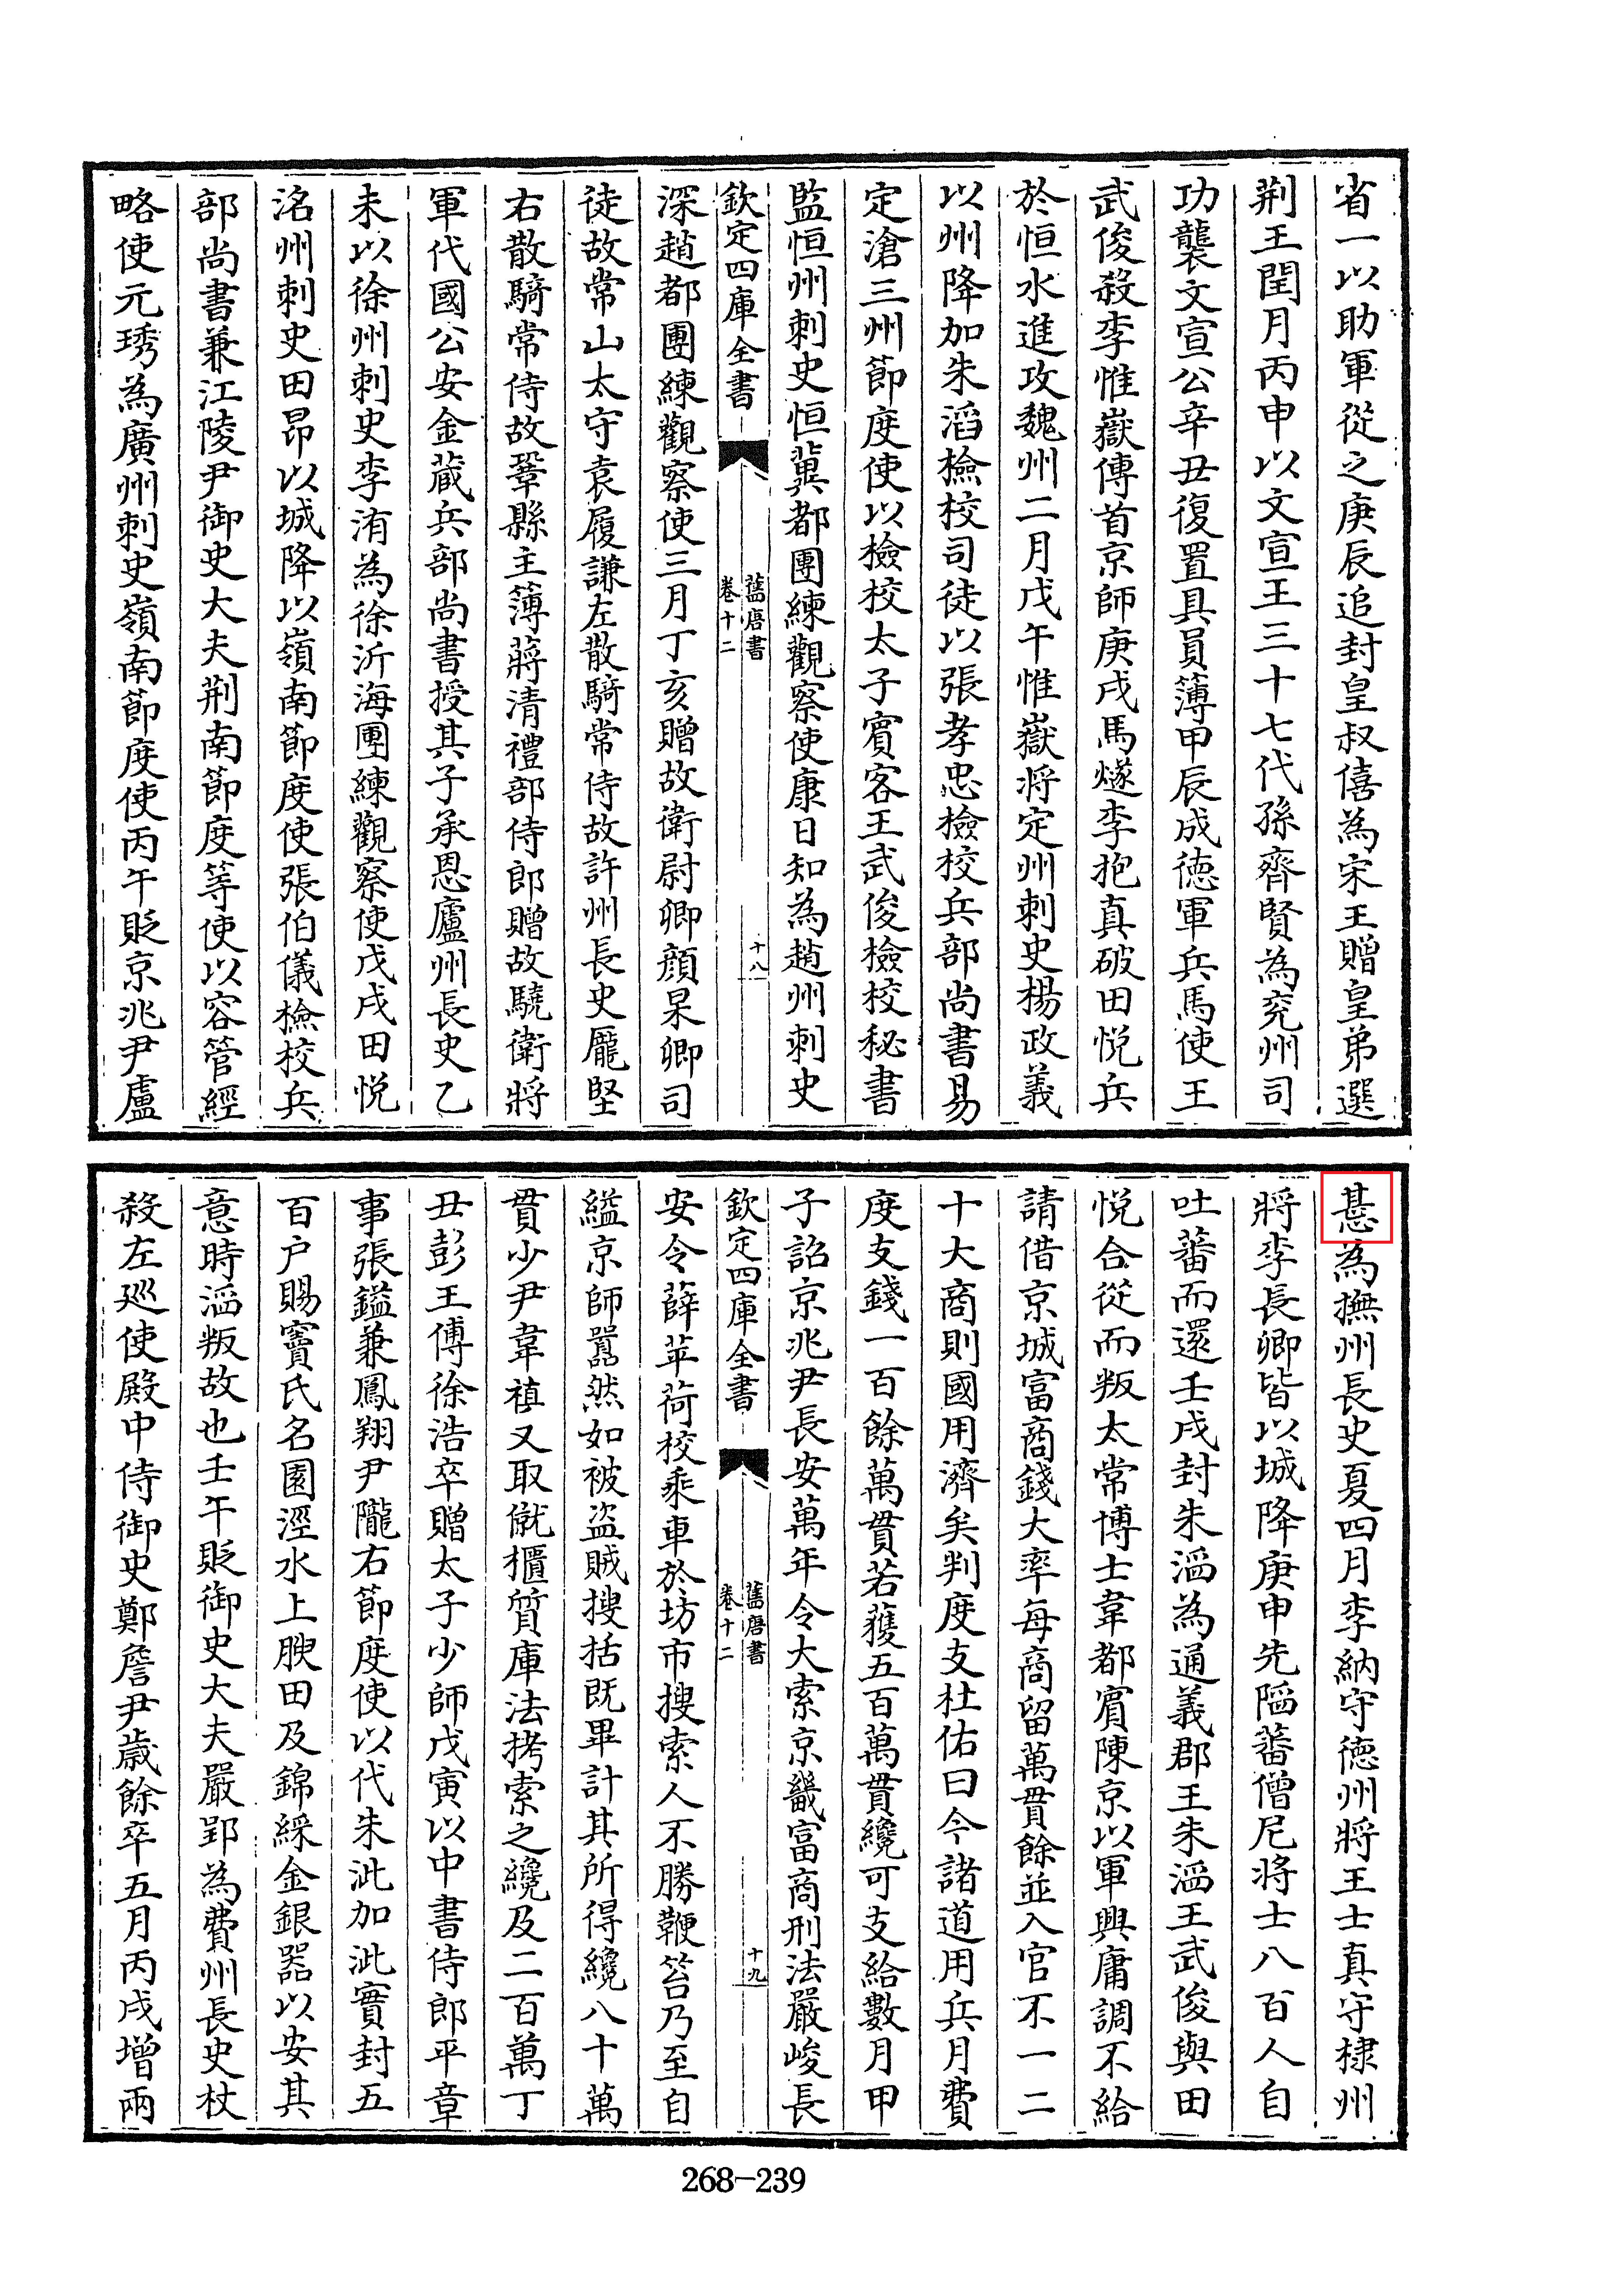 省一以助軍從之庚辰追封皇叔僖為宋王贈皇弟選
荆王閏月丙申以文宣王三十七代孫齊賢為兖州司
功襲文宣公辛丑復置具員簿甲辰成德軍兵馬使王
武俊殺李惟嶽傳首京師庚戌馬燧李抱真破田悦兵
於恒水進攻魏州二月戊午惟嶽將定州刺史楊政義
以州降加朱滔檢校司徒以張孝忠檢校兵部尚書易
定滄三州節度使以檢校太子賓客王武俊檢校秘書
監恒州刺史恒冀都團練觀察使康日知為趙州刺史
欽定四庫全書
舊唐書
卷十二
十八
深趙都團練觀察使三月丁亥贈故衛尉卿顏杲卿司
徒故常山太守袁履謙左散騎常侍故許州長史龎堅
右散騎常侍故鞏縣主薄蔣清禮部侍郎贈故驍衛將
軍代國公安金藏兵部尚書授其子承恩廬州長史乙
未以徐州刺史李洧為徐沂海團練觀察使戊戌田悦
洺州刺史田昂以城降以嶺南節度使張伯儀檢校兵
部尚書兼江陵尹御史大夫荆南節度等使以容管經
略使元琇為廣州刺史嶺南節度使丙午貶京兆尹盧
惎為撫州長史夏四月李納守德州將王士真守棣州
將李長卿皆以城降庚申先陷蕃僧尼將士八百人自
吐蕃而還壬戌封朱滔為通義郡王朱滔王武俊與田
悦合從而叛太常博士韋都賓陳京以軍興庸調不給
請借京城富商錢大率每商留萬貫餘並入官不一二
十大商則國用濟矣判度支杜佑曰今諸道用兵月費
度支錢一百餘萬貫若獲五百萬貫纔可支給數月甲
子詔京兆尹長安萬年令大索京畿富商刑法嚴峻長
欽定四庫全書
舊唐書
卷十二
十九
安令薛苹荷校乘車於坊市搜索人不勝鞭笞乃至自
縊京師囂然如被盗賊搜括既畢計其所得纔八十萬
貫少尹韋禎又取僦櫃質庫法拷索之纔及二百萬丁
丑彭王傅徐浩卒贈太子少師戊寅以中書侍郎平章
事張鎰兼鳳翔尹隴右節度使以代朱泚加泚實封五
百户賜竇氏名園涇水上腴田及錦綵金銀器以安其
意時滔叛故也壬午貶御史大夫嚴郢為費州長史杖
殺左廵使殿中侍御史鄭詹尹歲餘卒五月丙戌增兩
268-239